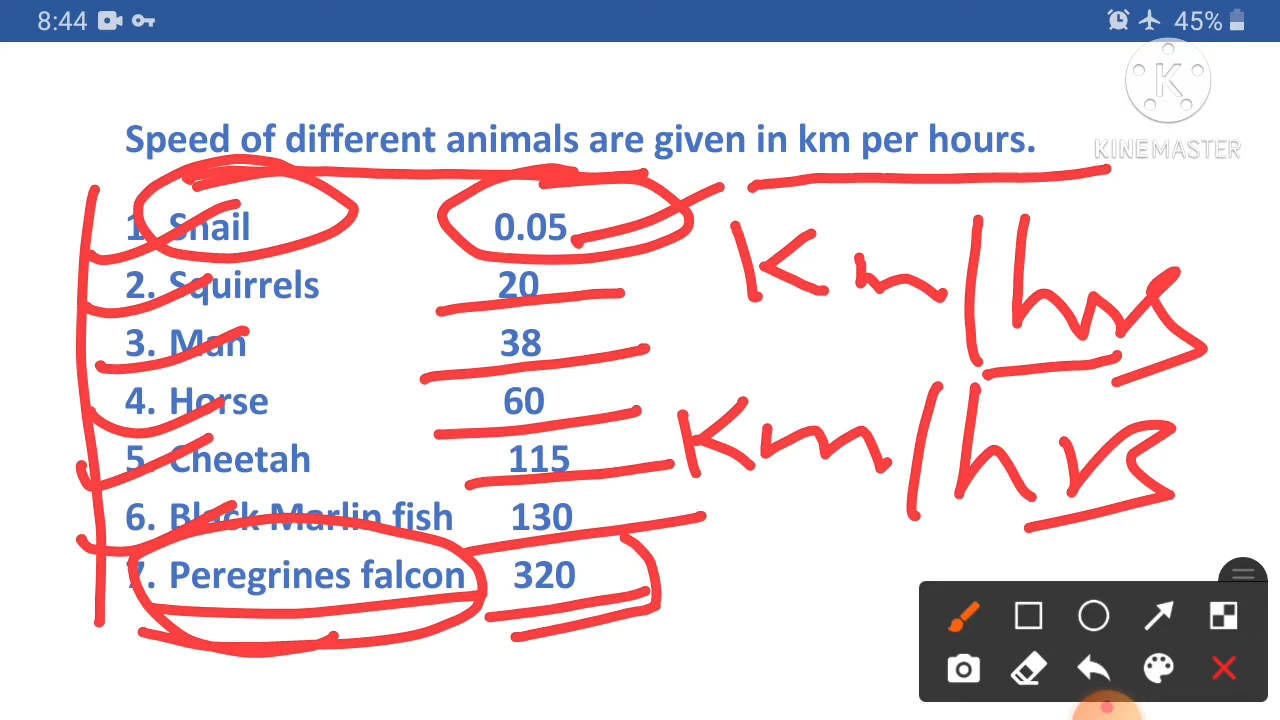 8:44 45%
KINEMASTER
Speed of different animals are given in km per hours.
1. Snail 0.05
2. Squirrels 20
3. Man 38
4. Horse 60
5. Cheetah 115
6. Black Marlin fish 130
7. Peregrines falcon 320
Km/hrs
Km/hrs